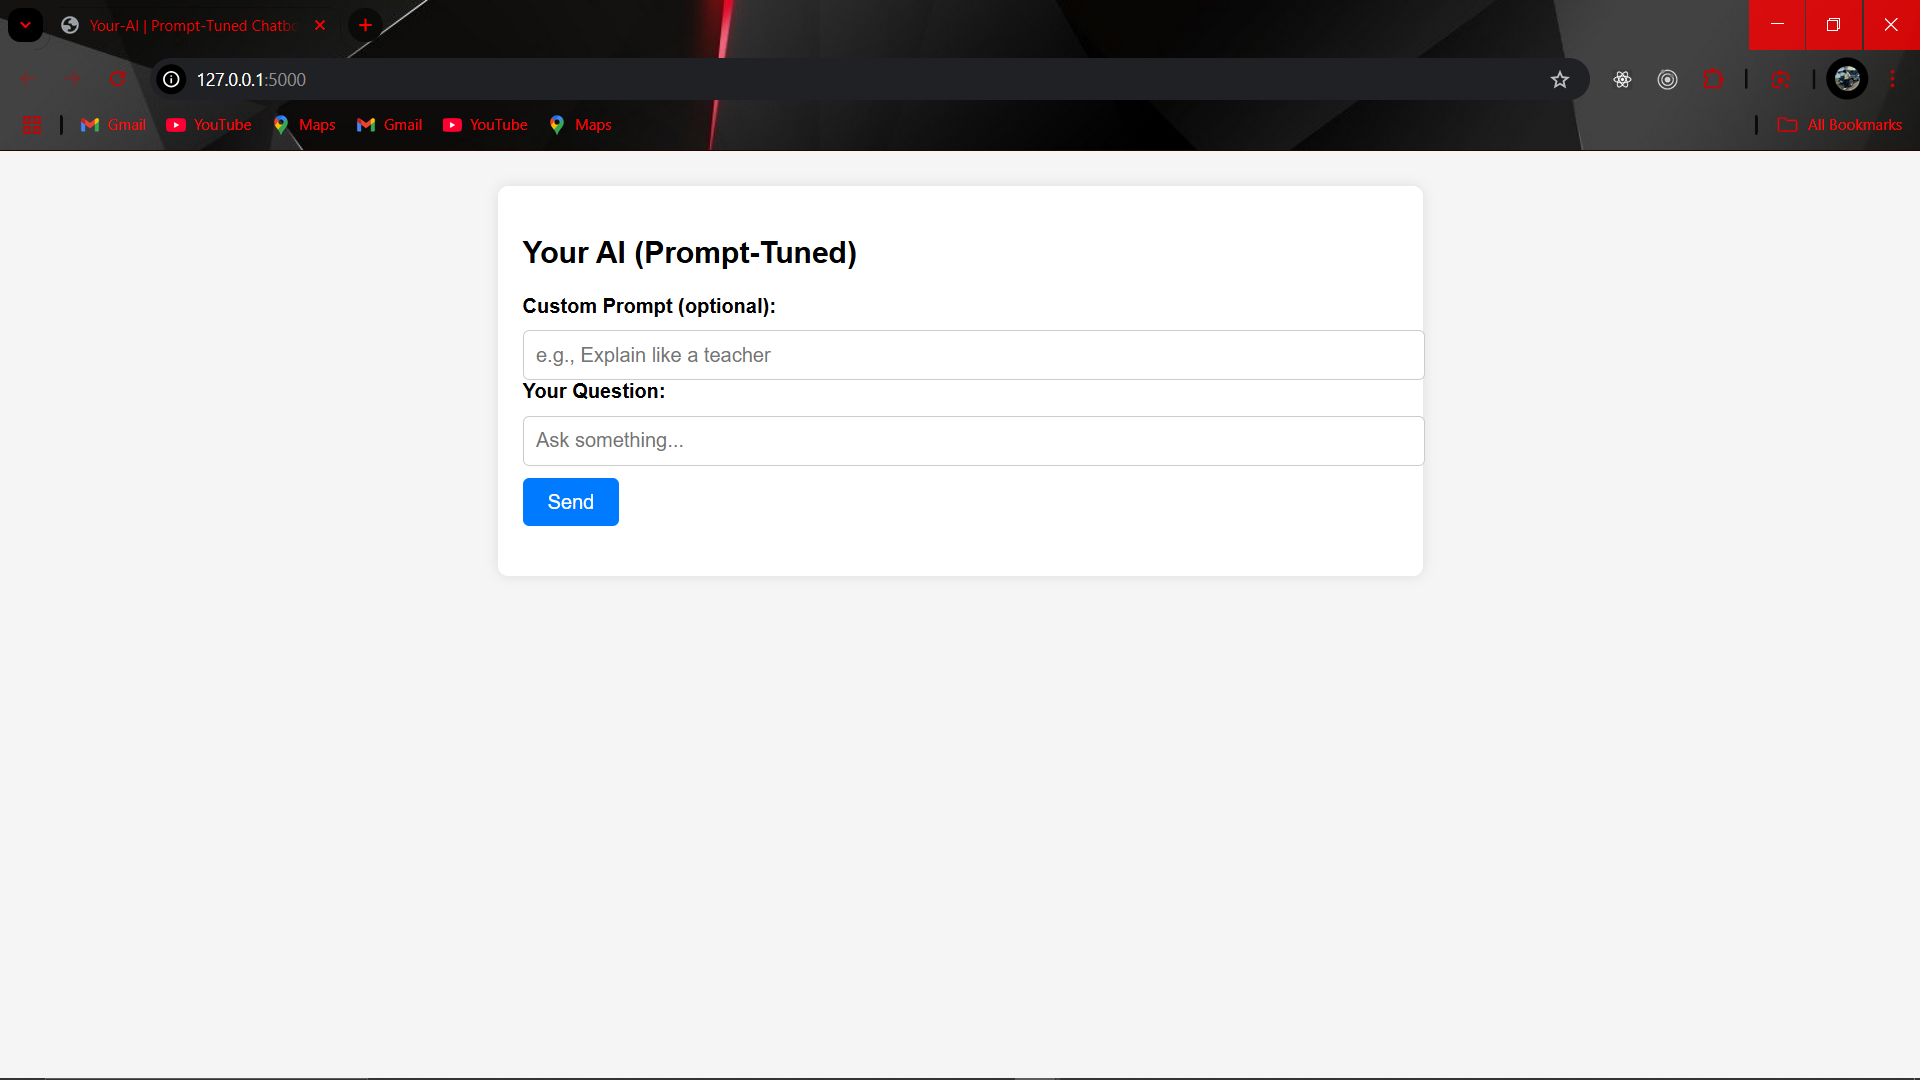 Your-AI | Prompt-Tuned Chatbo
127.0.0.1:5000
Gmail YouTube Maps Gmail YouTube Maps All Bookmarks
Your AI (Prompt-Tuned)
Custom Prompt (optional):
e.g., Explain like a teacher
Your Question:
Ask something...
Send